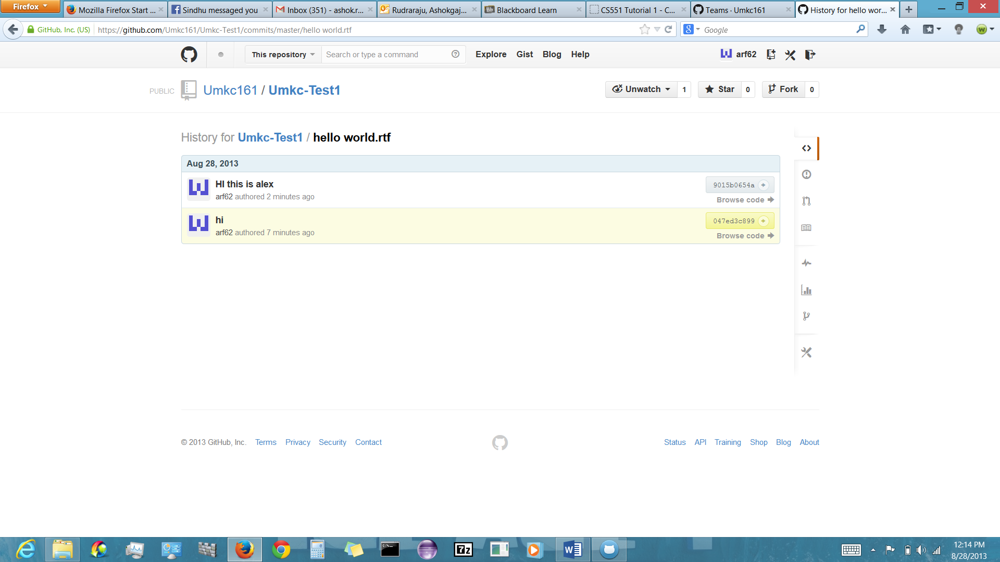 Firefox
Mozilla Firefox Start ...
Sindhu messaged you
Inbox (351) - ashok.r...
Rudraraju, Ashokgaj...
Bb Blackboard Learn
CS551 Tutorial 1 - C...
Teams · Umkc161
History for hello wor...
GitHub, Inc. (US)
https://github.com/Umkc161/Umkc-Test1/commits/master/hello world.rtf
Google
This repository
Search or type a command
Explore Gist Blog Help
arf62
PUBLIC Umkc161 / Umkc-Test1
Unwatch 1
Star 0
Fork 0
History for Umkc-Test1 / hello world.rtf
Aug 28, 2013
HI this is alex
arf62 authored 2 minutes ago
9015b0654a
Browse code
hi
arf62 authored 7 minutes ago
047ed3c899
Browse code
© 2013 GitHub, Inc. Terms Privacy Security Contact
Status API Training Shop Blog About
7z
12:14 PM
8/28/2013